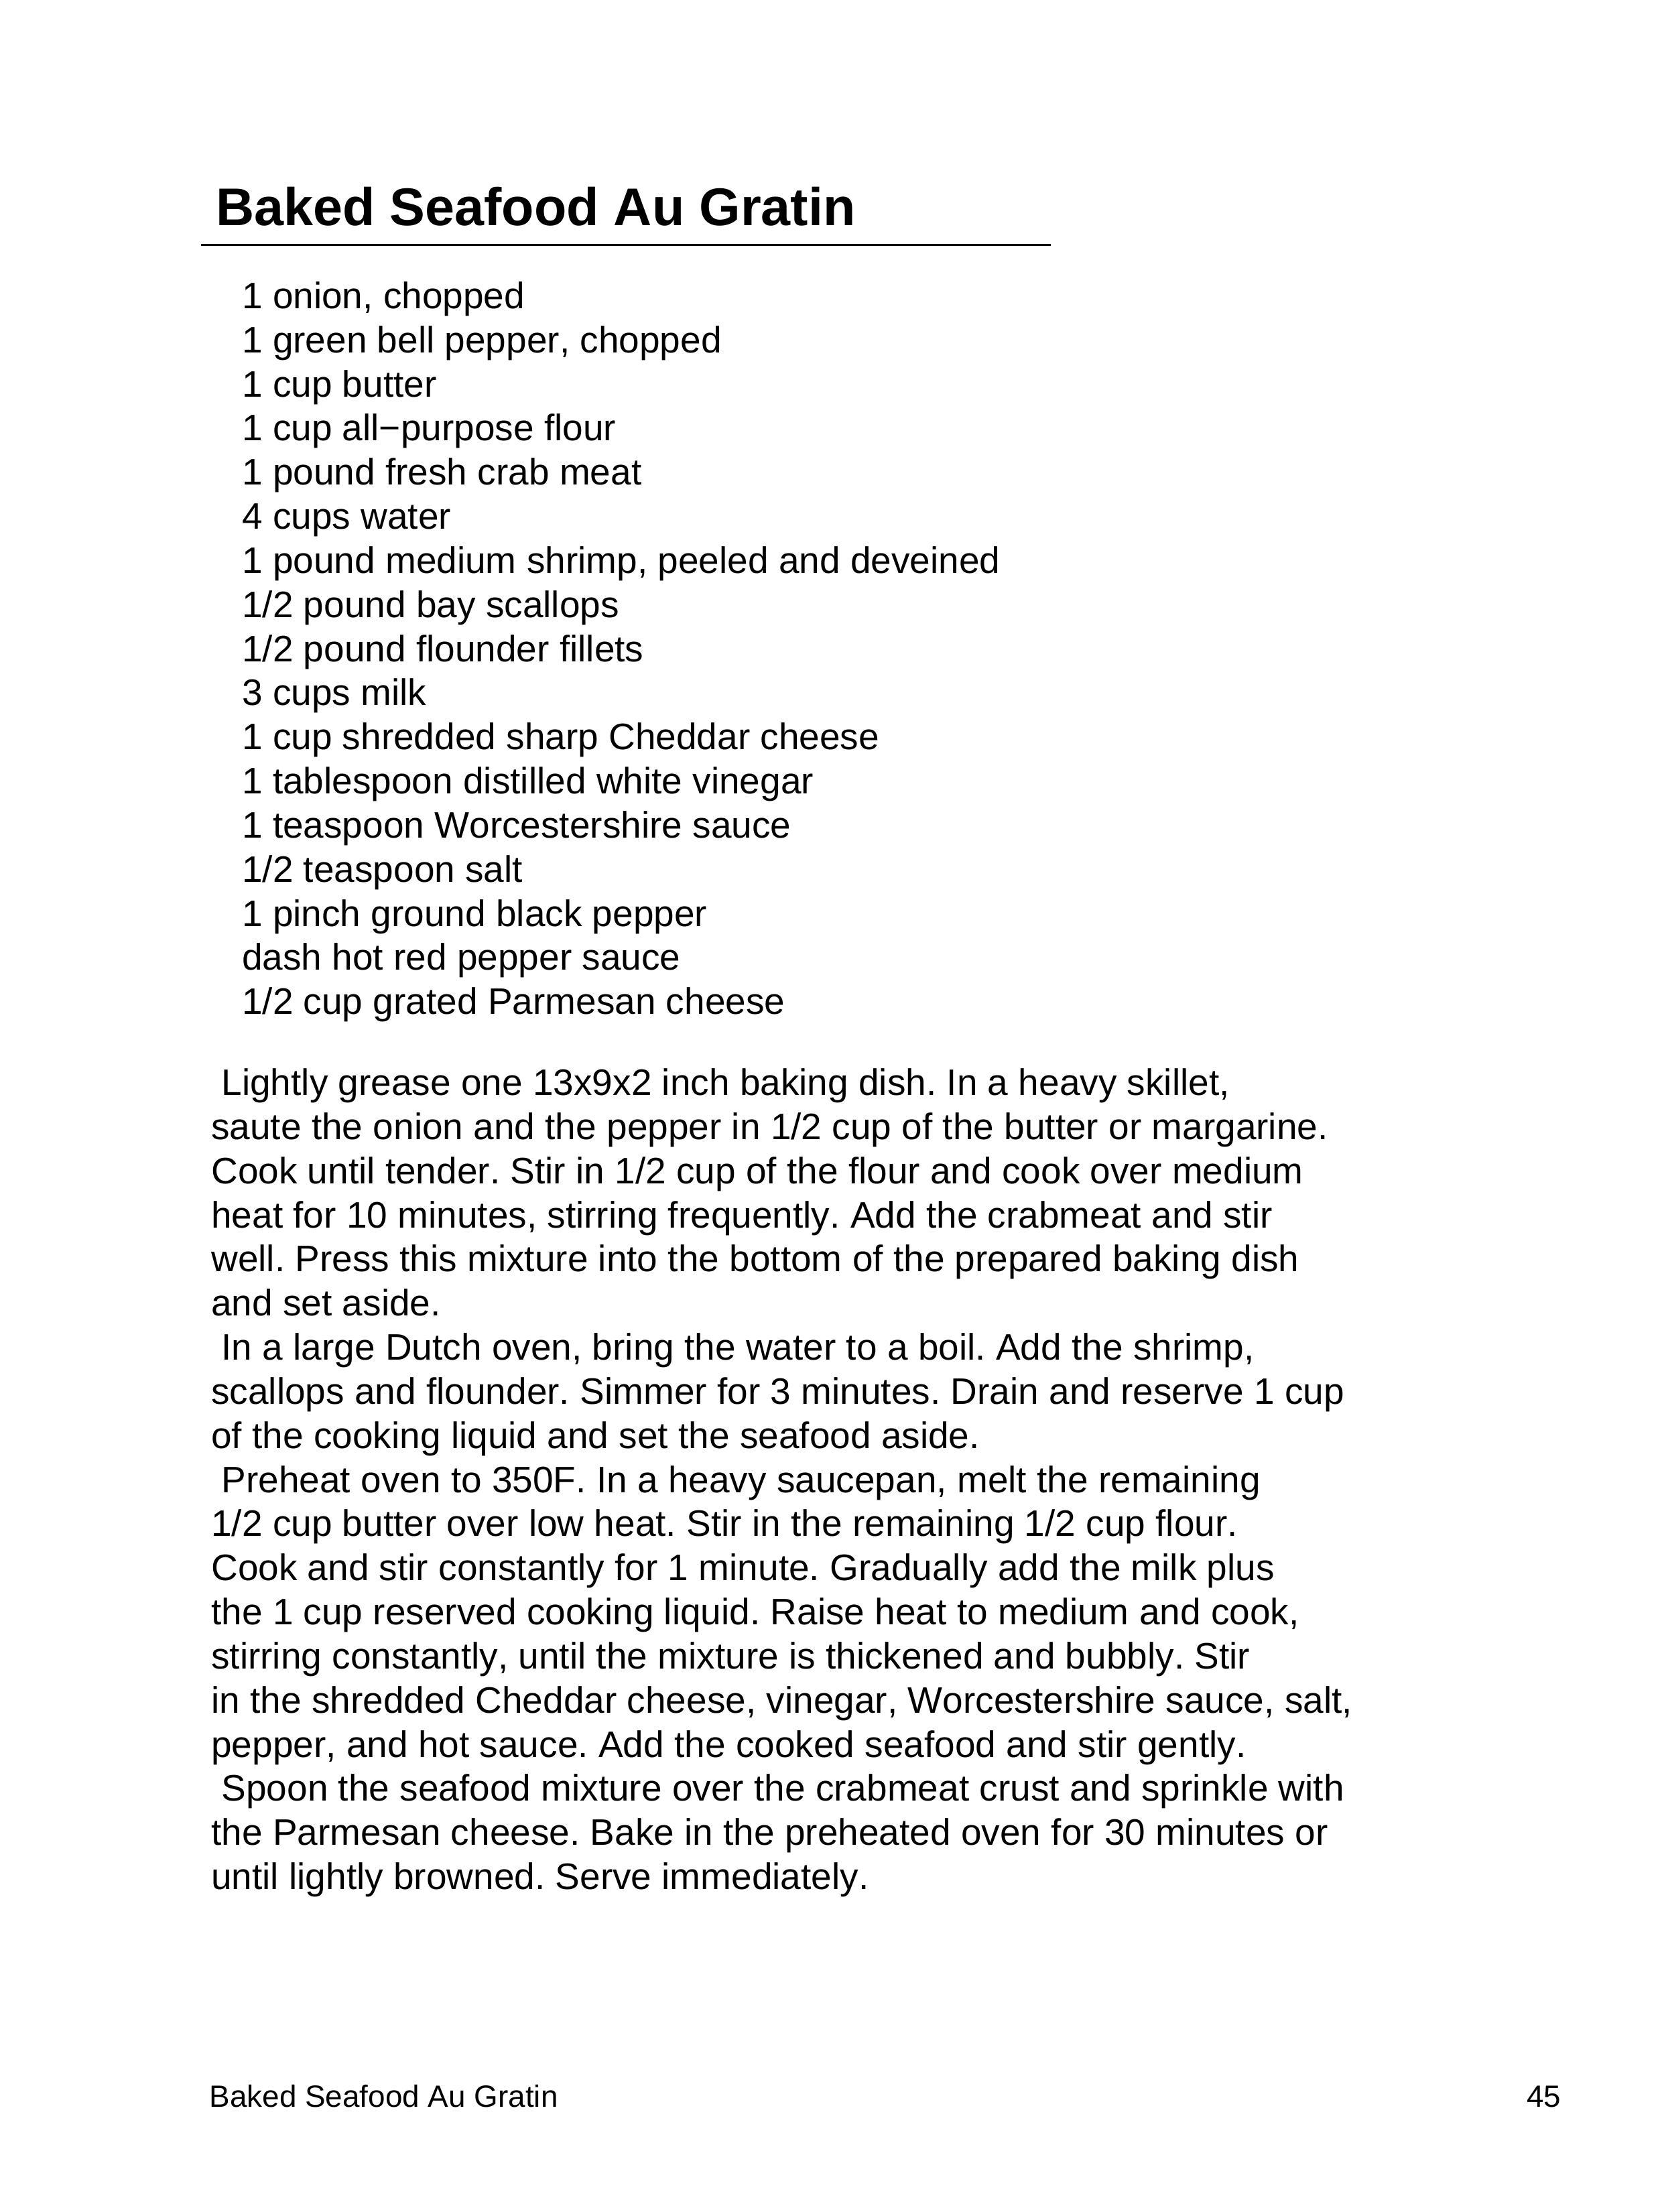 Baked Seafood Au Gratin
1 onion, chopped
1 green bell pepper, chopped
1 cup butter
1 cup all−purpose flour
1 pound fresh crab meat
4 cups water
1 pound medium shrimp, peeled and deveined
1/2 pound bay scallops
1/2 pound flounder fillets
3 cups milk
1 cup shredded sharp Cheddar cheese
1 tablespoon distilled white vinegar
1 teaspoon Worcestershire sauce
1/2 teaspoon salt
1 pinch ground black pepper
dash hot red pepper sauce
1/2 cup grated Parmesan cheese
Lightly grease one 13x9x2 inch baking dish. In a heavy skillet,
saute the onion and the pepper in 1/2 cup of the butter or margarine.
Cook until tender. Stir in 1/2 cup of the flour and cook over medium
heat for 10 minutes, stirring frequently. Add the crabmeat and stir
well. Press this mixture into the bottom of the prepared baking dish
and set aside.
In a large Dutch oven, bring the water to a boil. Add the shrimp,
scallops and flounder. Simmer for 3 minutes. Drain and reserve 1 cup
of the cooking liquid and set the seafood aside.
Preheat oven to 350F. In a heavy saucepan, melt the remaining
1/2 cup butter over low heat. Stir in the remaining 1/2 cup flour.
Cook and stir constantly for 1 minute. Gradually add the milk plus
the 1 cup reserved cooking liquid. Raise heat to medium and cook,
stirring constantly, until the mixture is thickened and bubbly. Stir
in the shredded Cheddar cheese, vinegar, Worcestershire sauce, salt,
pepper, and hot sauce. Add the cooked seafood and stir gently.
Spoon the seafood mixture over the crabmeat crust and sprinkle with
the Parmesan cheese. Bake in the preheated oven for 30 minutes or
until lightly browned. Serve immediately.
Baked Seafood Au Gratin 45